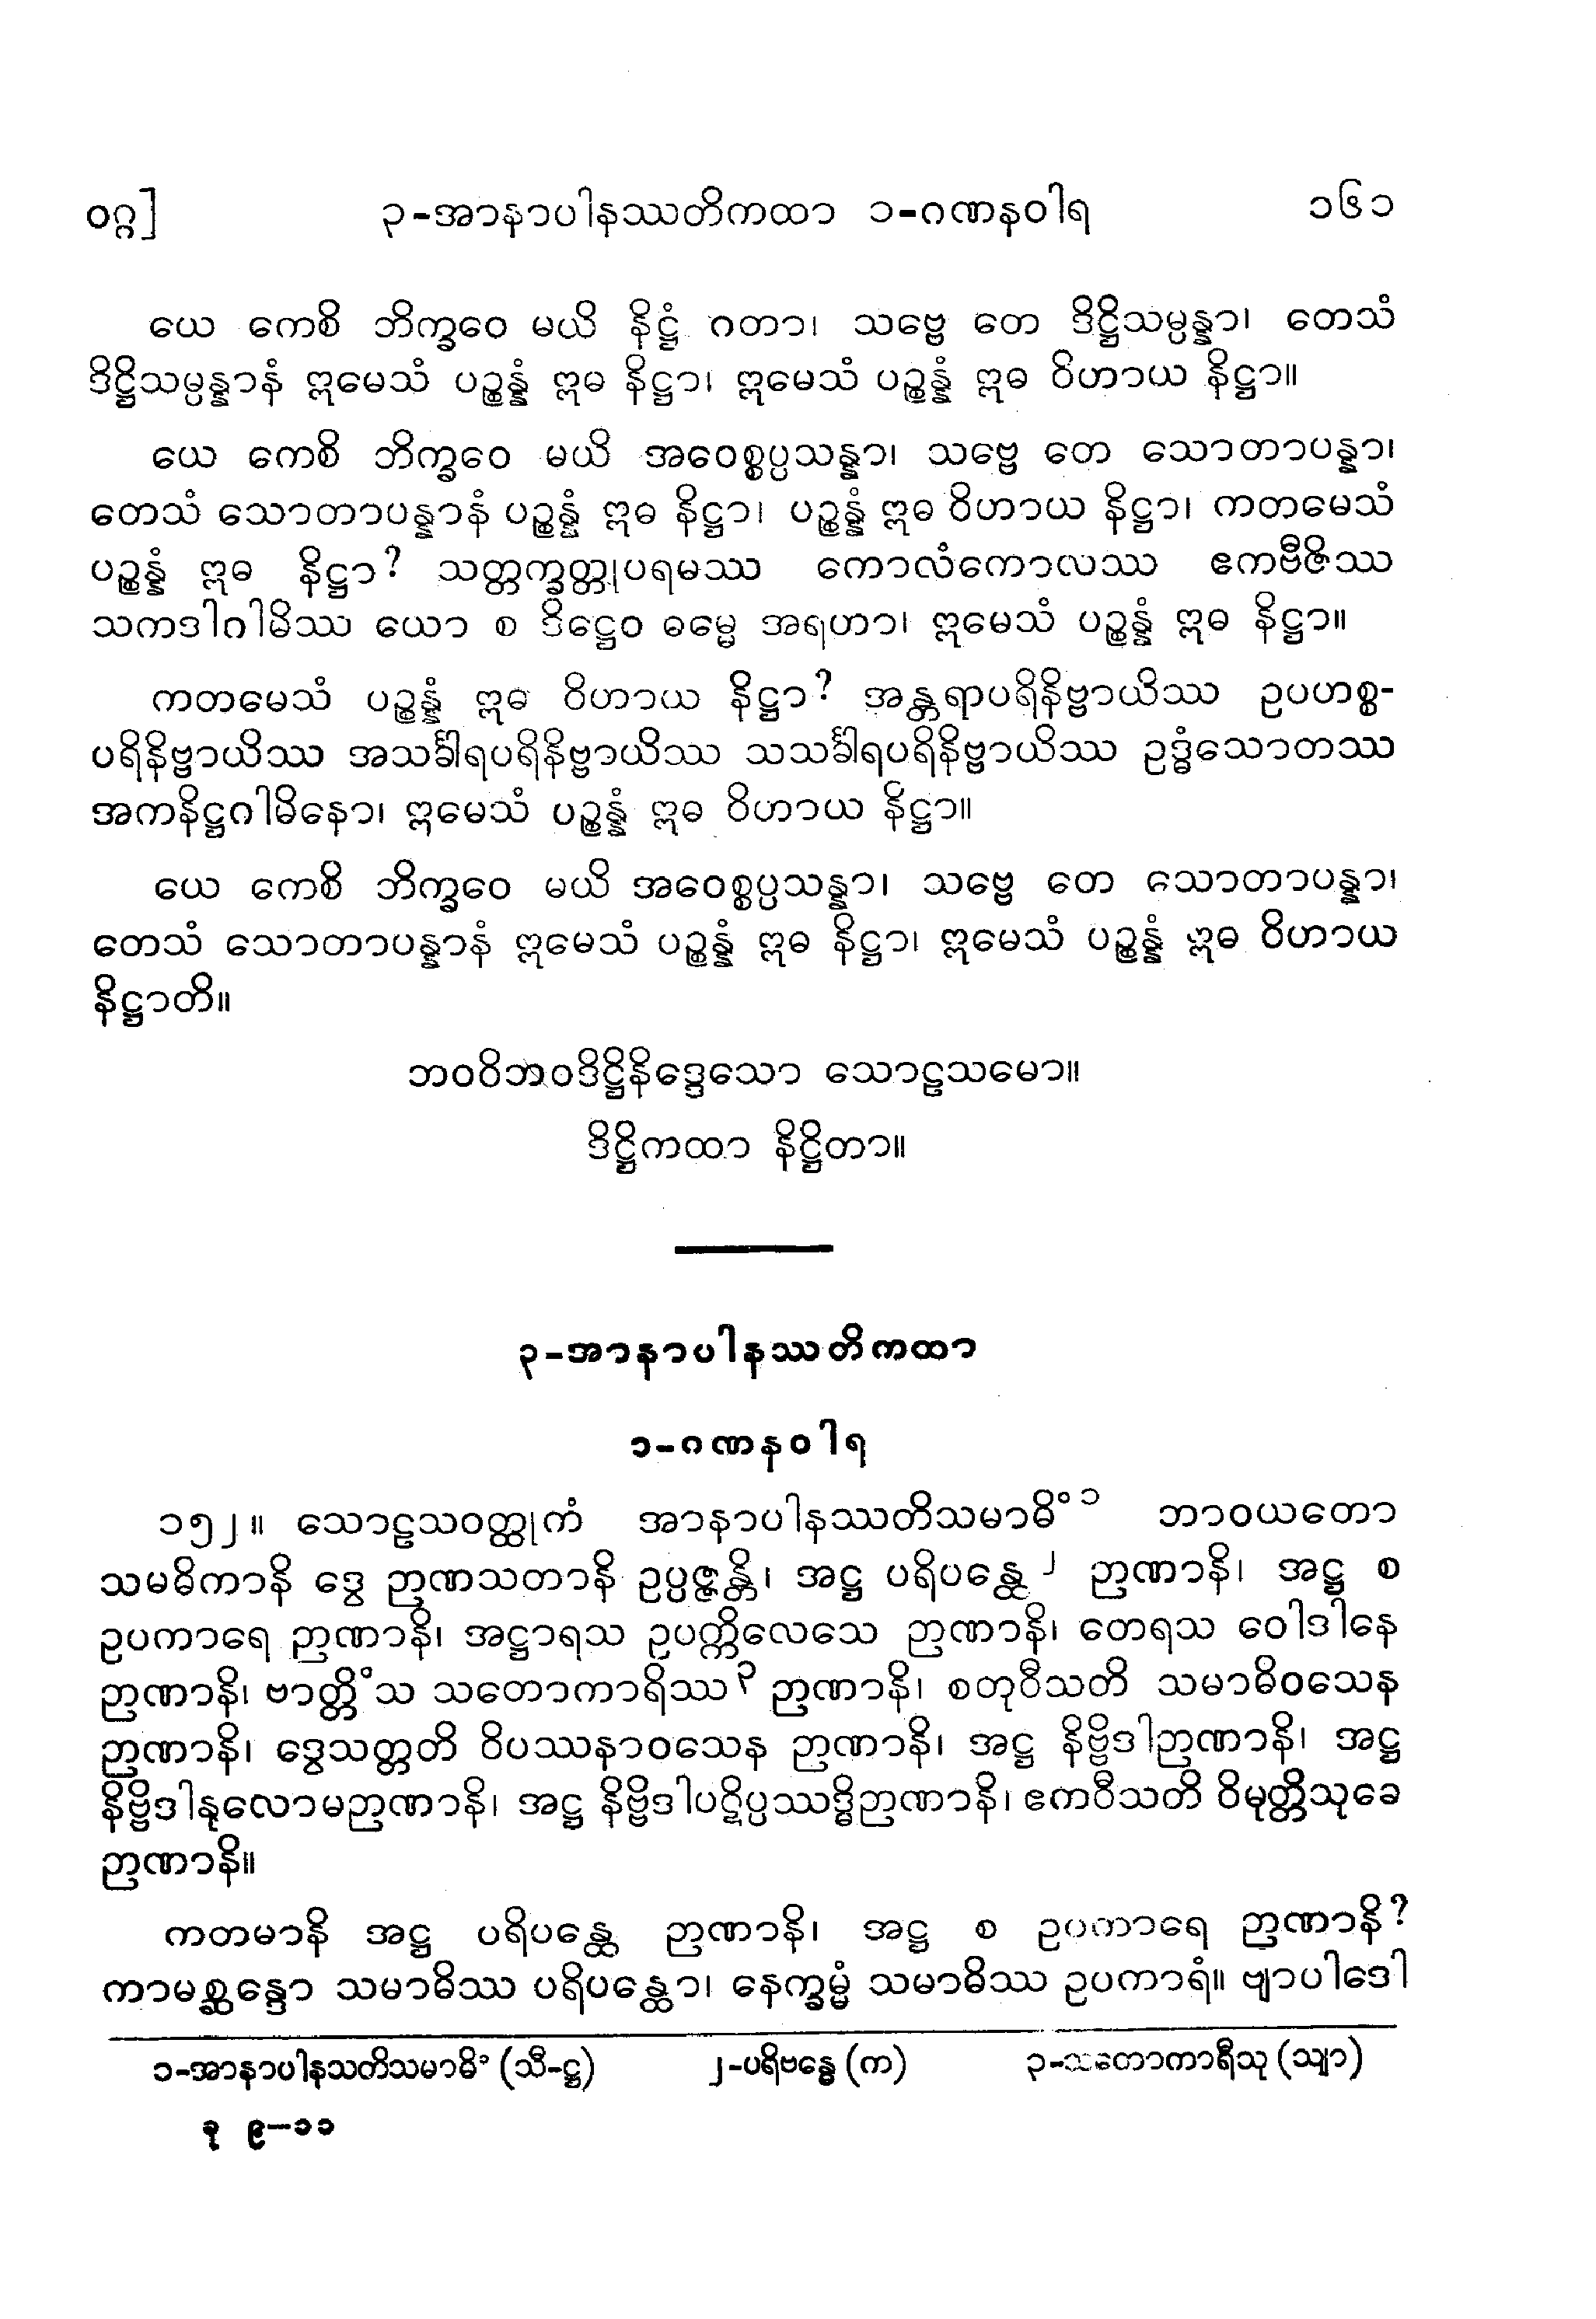 ဝဂ္ဂ] ၃-အာနာပါနဿတိကထာ ၁-ဂဏနဝါရ ၁၆၁
ယေ ကေစိ ဘိက္ခဝေ မယိ နိဋ္ဌံ ဂတာ၊ သဗ္ဗေ တေ ဒိဋ္ဌိသမ္ပန္နာ၊ တေသံ
ဒိဋ္ဌိသမ္ပန္နာနံ ဣမေသံ ပဉ္စန္နံ ဣဓ နိဋ္ဌာ၊ ဣမေသံ ပဉ္စန္နံ ဣဓ ဝိဟာယ နိဋ္ဌာ။
ယေ ကေစိ ဘိက္ခဝေ မယိ အဝေစ္စပ္ပသန္နာ၊ သဗ္ဗေ တေ သောတာပန္နာ၊
တေသံ သောတာပန္နာနံ ပဉ္စန္နံ ဣဓ နိဋ္ဌာ၊ ပဉ္စန္နံ ဣဓ ဝိဟာယ နိဋ္ဌာ၊ ကတမေသံ
ပဉ္စန္နံ ဣဓ နိဋ္ဌာ? သတ္တက္ခတ္တုပရမဿ ကောလံကောလဿ ဧကဗီဇိဿ
သကဒါဂါမိဿ ယော စ ဒိဋ္ဌေဝ ဓမ္မေ အရဟာ၊ ဣမေသံ ပဉ္စန္နံ ဣဓ နိဋ္ဌာ။
ကတမေသံ ပဉ္စန္နံ ဣဓ ဝိဟာယ နိဋ္ဌာ? အန္တရာပရိနိဗ္ဗာယိဿ ဥပဟစ္စ-
ပရိနိဗ္ဗာယိဿ အသင်္ခါရပရိနိဗ္ဗာယိဿ သသင်္ခါရပရိနိဗ္ဗာယိဿ ဥဒ္ဓံသောတဿ
အကနိဋ္ဌဂါမိနော၊ ဣမေသံ ပဉ္စန္နံ ဣဓ ဝိဟာယ နိဋ္ဌာ။
ယေ ကေစိ ဘိက္ခဝေ မယိ အဝေစ္စပ္ပသန္နာ၊ သဗ္ဗေ တေ သောတာပန္နာ၊
တေသံ သောတာပန္နာနံ ဣမေသံ ပဉ္စန္နံ ဣဓ နိဋ္ဌာ၊ ဣမေသံ ပဉ္စန္နံ ဣဓ ဝိဟာယ
နိဋ္ဌာတိ။
ဘဝဝိဘဝဒိဋ္ဌိနိဒ္ဒေသော သောဠသမော။
ဒိဋ္ဌိကထာ နိဋ္ဌိတာ။
၃-အာနာပါနဿတိကထာ
၁-ဂဏနဝါရ
၁၅၂။ သောဠသဝတ္ထုကံ အာနာပါနဿတိသမာဓိံ ၁ ဘာဝယတော
သမဓိကာနိ ဒွေ ဉာဏသတာနိ ဥပ္ပဇ္ဇန္တိ၊ အဋ္ဌ ပရိပန္ထေ ၂ ဉာဏာနိ၊ အဋ္ဌ စ
ဥပကာရေ ဉာဏာနိ၊ အဋ္ဌာရသ ဥပက္ကိလေသေ ဉာဏာနိ၊ တေရသ ဝေါဒါနေ
ဉာဏာနိ၊ ဗာတ္တိံသ သတောကာရိဿ ၃ ဉာဏာနိ၊ စတုဝီသတိ သမာဓိဝသေန
ဉာဏာနိ၊ ဒွေသတ္တတိ ဝိပဿနာဝသေန ဉာဏာနိ၊ အဋ္ဌ နိဗ္ဗိဒါဉာဏာနိ၊ အဋ္ဌ
နိဗ္ဗိဒါနုလောမဉာဏာနိ၊ အဋ္ဌ နိဗ္ဗိဒါပဋိပ္ပဿဒ္ဓိဉာဏာနိ၊ ဧကဝီသတိ ဝိမုတ္တိသုခေ
ဉာဏာနိ။
ကတမာနိ အဋ္ဌ ပရိပန္ထေ ဉာဏာနိ၊ အဋ္ဌ စ ဥပကာရေ ဉာဏာနိ?
ကာမစ္ဆန္ဒော သမာဓိဿ ပရိပန္ထော၊ နေက္ခမ္မံ သမာဓိဿ ဥပကာရံ။ ဗျာပါဒေါ
၁-အာနာပါနသတိသမာဓိံ (သီ-ဋ္ဌ) ၂-ပရိဗန္ဓေ (က) ၃-သတောကာရီသု (သျာ)
ခု ၉—၁၁